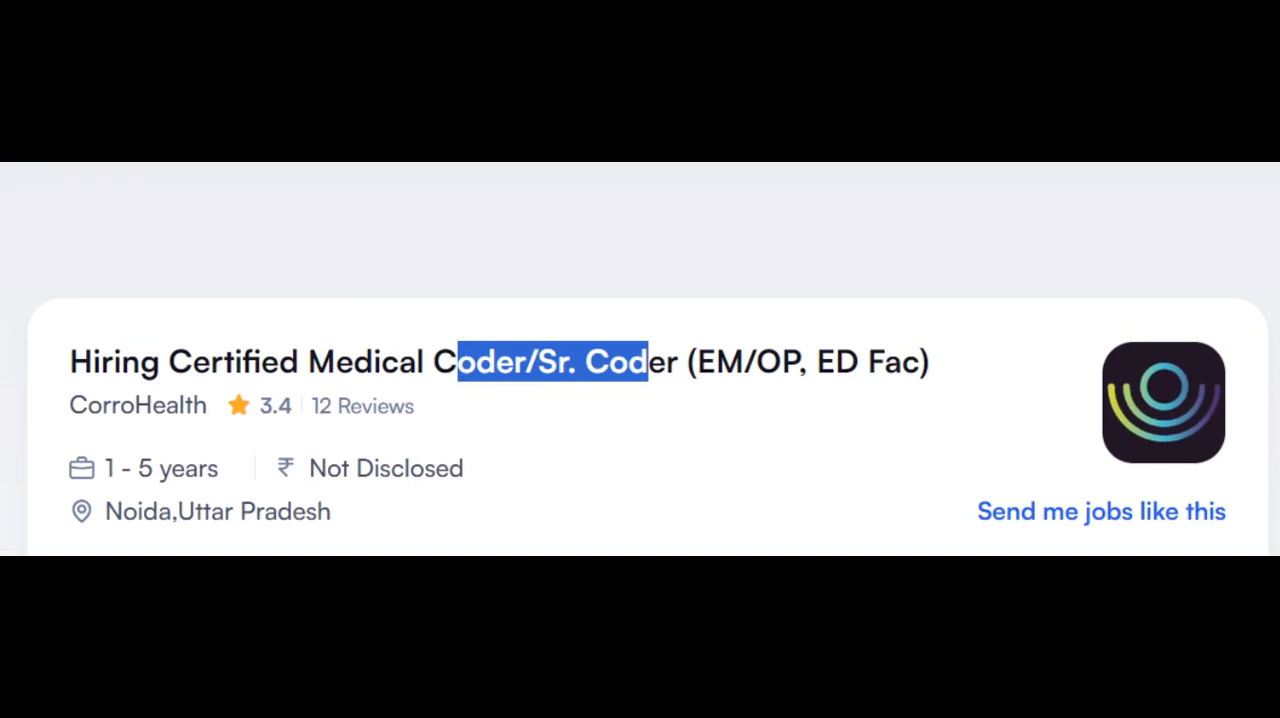 Hiring Certified Medical Coder/Sr. Coder (EM/OP, ED Fac)
CorroHealth 3.4 12 Reviews
1 - 5 years ₹ Not Disclosed
Noida,Uttar Pradesh
Send me jobs like this